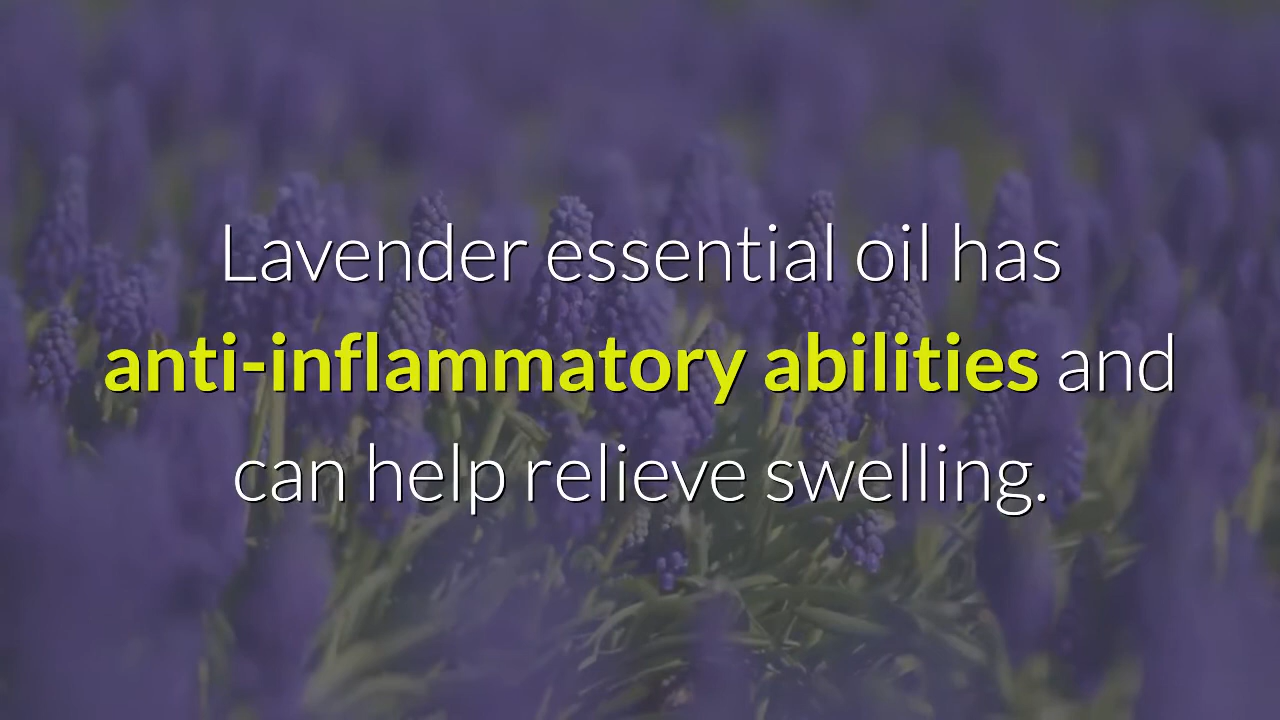 Lavender essential oil has
anti-inflammatory abilities and
can help relieve swelling.